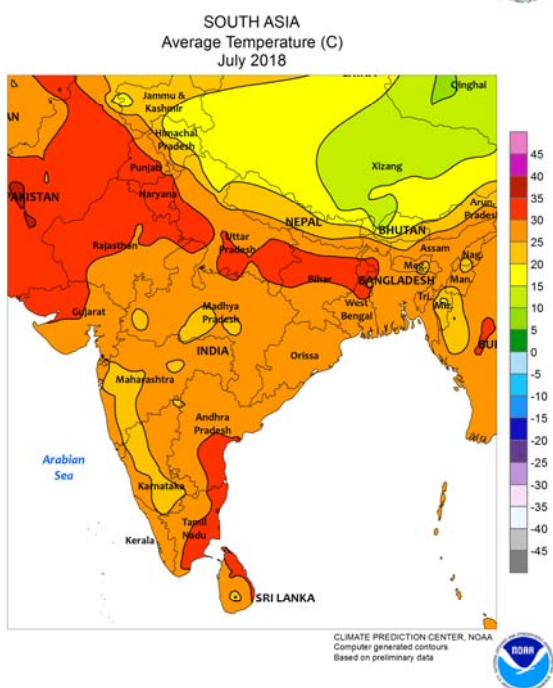 SOUTH ASIA
Average Temperature (C)
July 2018
Qinghai
Jammu &
Kashmir
Himachal
Pradesh
Xizang
Punjab
Haryana
PAKISTAN
NEPAL
BHUTAN
Arun.
Pradesh
Rajasthan
Uttar
Pradesh
Assam
Nag.
Meg.
Bihar
BANGLADESH
Man.
Tri.
Miz.
Gujarat
Madhya
Pradesh
West
Bengal
INDIA
Orissa
Maharashtra
Andhra
Pradesh
Arabian
Sea
Karnataka
Tamil
Nadu
Kerala
SRI LANKA
45
40
35
30
25
20
15
10
5
0
-5
-10
-15
-20
-25
-30
-35
-40
-45
CLIMATE PREDICTION CENTER, NOAA
Computer generated contours
Based on preliminary data
NOAA